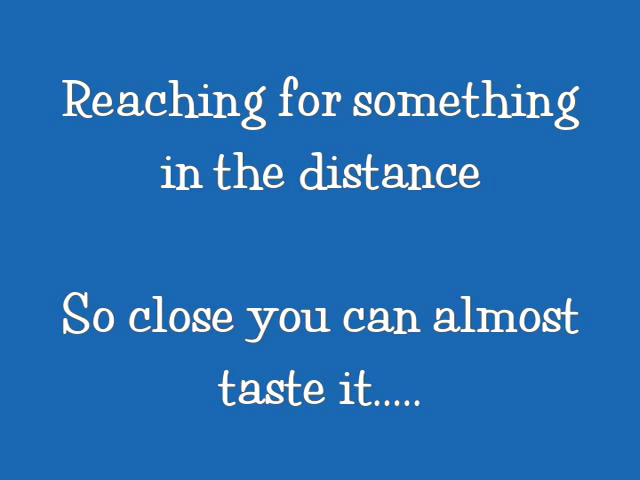 Reaching for something
in the distance
So close you can almost
taste it.....